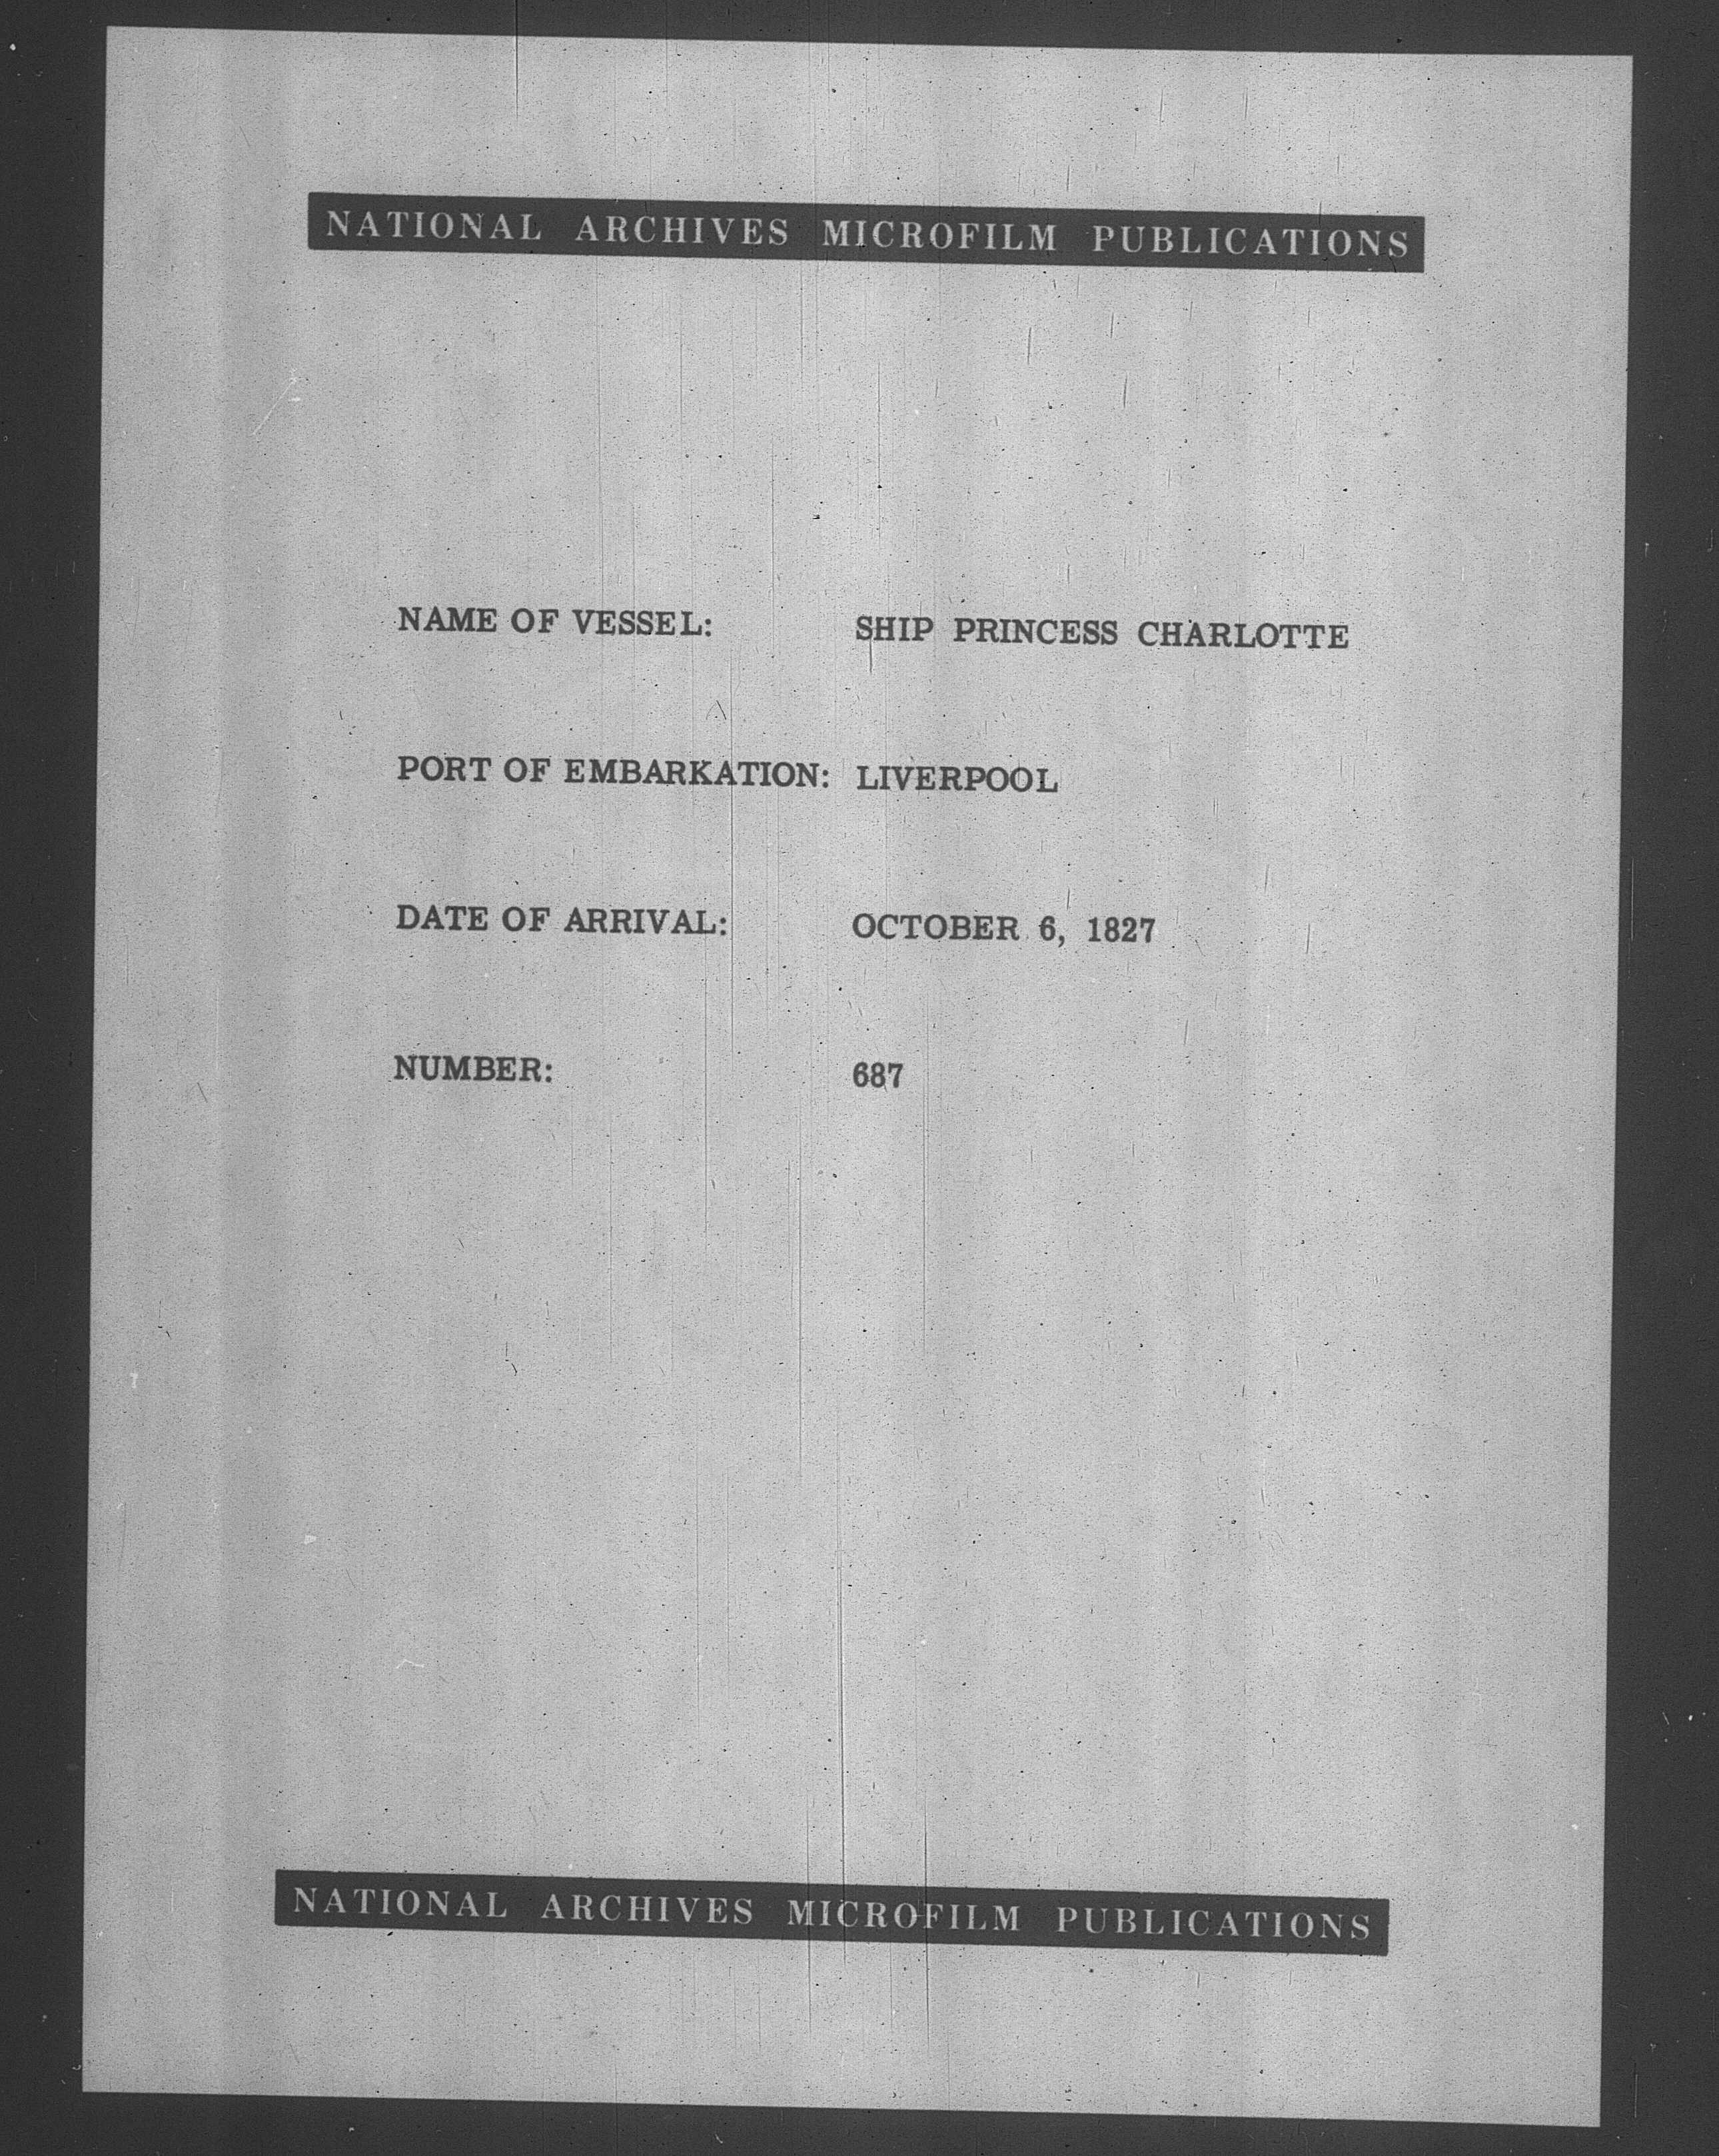 NATIONAL ARCHIVES MICROFILM PUBLICATIONS
NAME OF VESSEL: SHIP PRINCESS CHARLOTTE
PORT OF EMBARKATION: LIVERPOOL
DATE OF ARRIVAL: OCTOBER 6, 1827
NUMBER: 687
NATIONAL ARCHIVES MICROFILM PUBLICATIONS